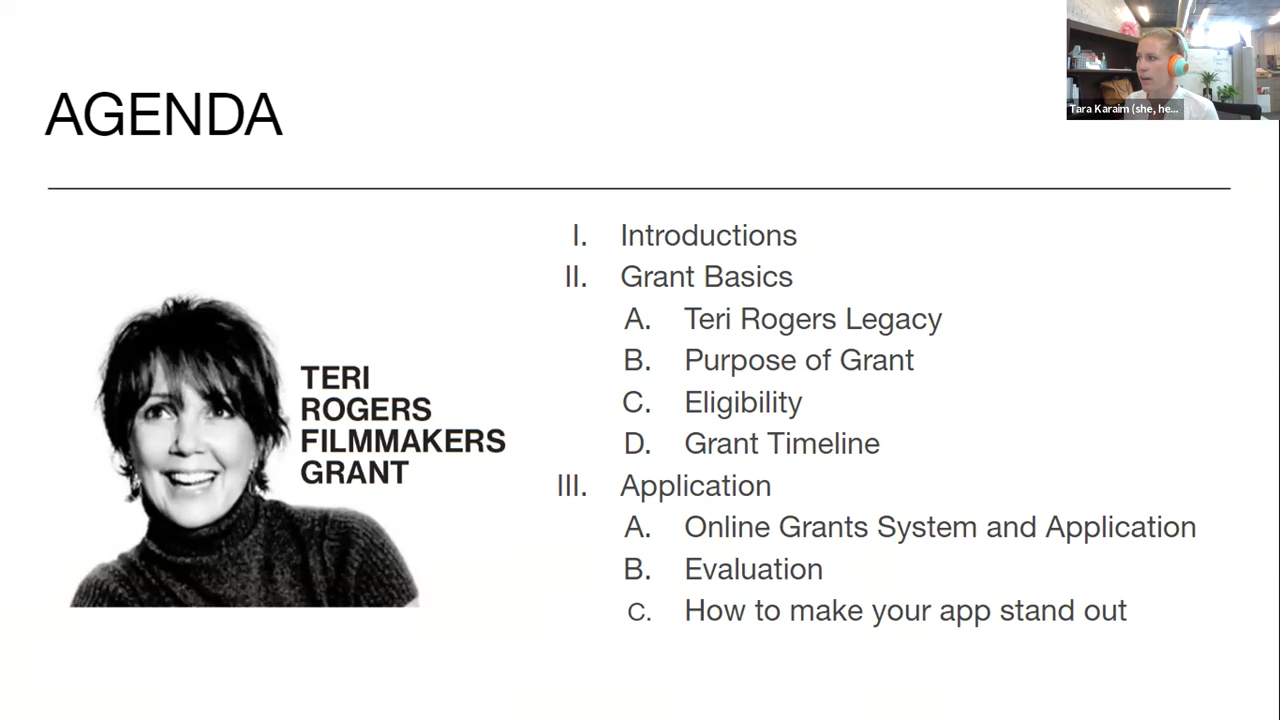 AGENDA
Tara Karaim (she, he...
I. Introductions
II. Grant Basics
A. Teri Rogers Legacy
B. Purpose of Grant
C. Eligibility
D. Grant Timeline
III. Application
A. Online Grants System and Application
B. Evaluation
C. How to make your app stand out
TERI
ROGERS
FILMMAKERS
GRANT